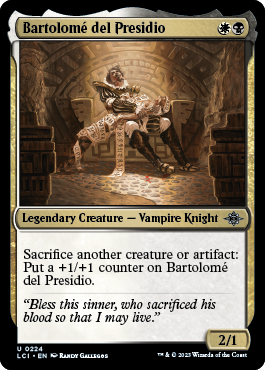 Bartolomé del Presidio
Legendary Creature — Vampire Knight
Sacrifice another creature or artifact:
Put a +1/+1 counter on Bartolomé
del Presidio.
“Bless this sinner, who sacrificed his
blood so that I may live.”
2/1
U 0224
LCI • EN Randy Gallegos
™ & © 2023 Wizards of the Coast